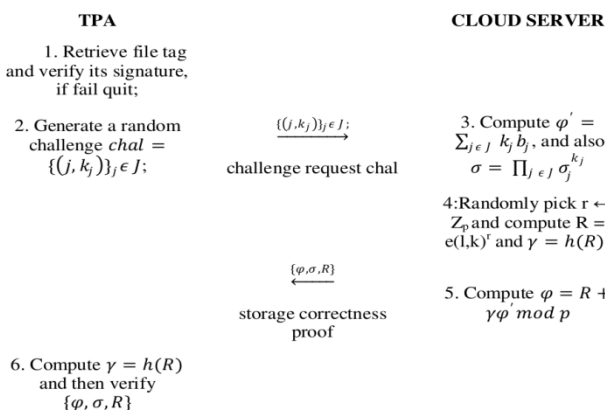 TPA
CLOUD SERVER
1. Retrieve file tag
and verify its signature,
if fail quit;
2. Generate a random
challenge chal =
{(j, k_j)}_j ϵ J;
{(j,k_j)}_j ϵ J;
challenge request chal
3. Compute φ′ =
∑_{j ϵ J} k_j b_j, and also
σ = ∏_{j ϵ J} σ_j^{k_j}
4:Randomly pick r ←
Z_p and compute R =
e(l,k)^r and γ = h(R)
{φ,σ,R}
storage correctness
proof
5. Compute φ = R +
γφ′ mod p
6. Compute γ = h(R)
and then verify
{φ, σ, R}